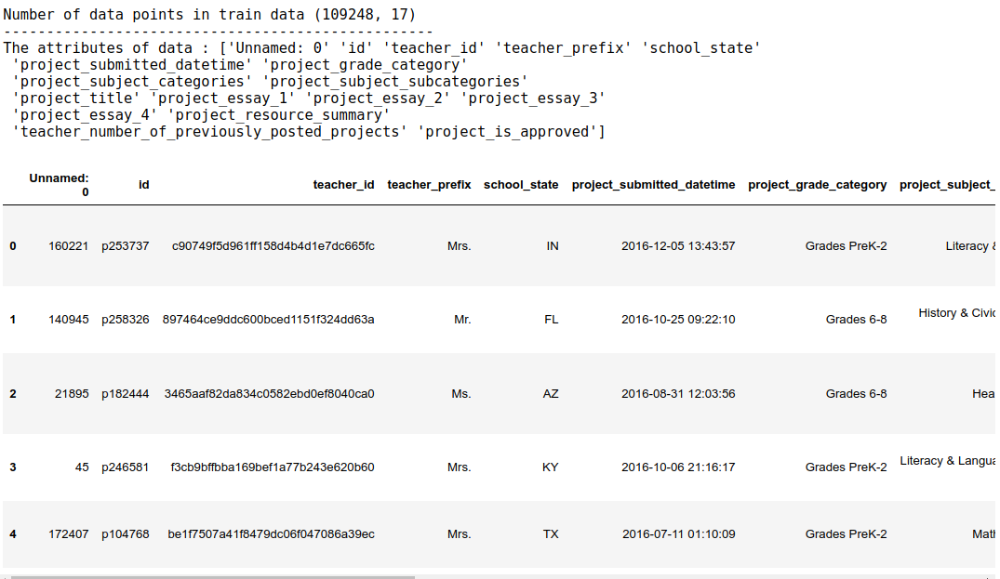 Number of data points in train data (109248, 17)
--------------------------------------------------
The attributes of data : ['Unnamed: 0' 'id' 'teacher_id' 'teacher_prefix' 'school_state'
 'project_submitted_datetime' 'project_grade_category'
 'project_subject_categories' 'project_subject_subcategories'
 'project_title' 'project_essay_1' 'project_essay_2' 'project_essay_3'
 'project_essay_4' 'project_resource_summary'
 'teacher_number_of_previously_posted_projects' 'project_is_approved']
Unnamed: 0 id teacher_id teacher_prefix school_state project_submitted_datetime project_grade_category project_subject_
0 160221 p253737 c90749f5d961ff158d4b4d1e7dc665fc Mrs. IN 2016-12-05 13:43:57 Grades PreK-2 Literacy &
1 140945 p258326 897464ce9ddc600bced1151f324dd63a Mr. FL 2016-10-25 09:22:10 Grades 6-8 History & Civic
2 21895 p182444 3465aaf82da834c0582ebd0ef8040ca0 Ms. AZ 2016-08-31 12:03:56 Grades 6-8 Hea
3 45 p246581 f3cb9bffbba169bef1a77b243e620b60 Mrs. KY 2016-10-06 21:16:17 Grades PreK-2 Literacy & Langua
4 172407 p104768 be1f7507a41f8479dc06f047086a39ec Mrs. TX 2016-07-11 01:10:09 Grades PreK-2 Math